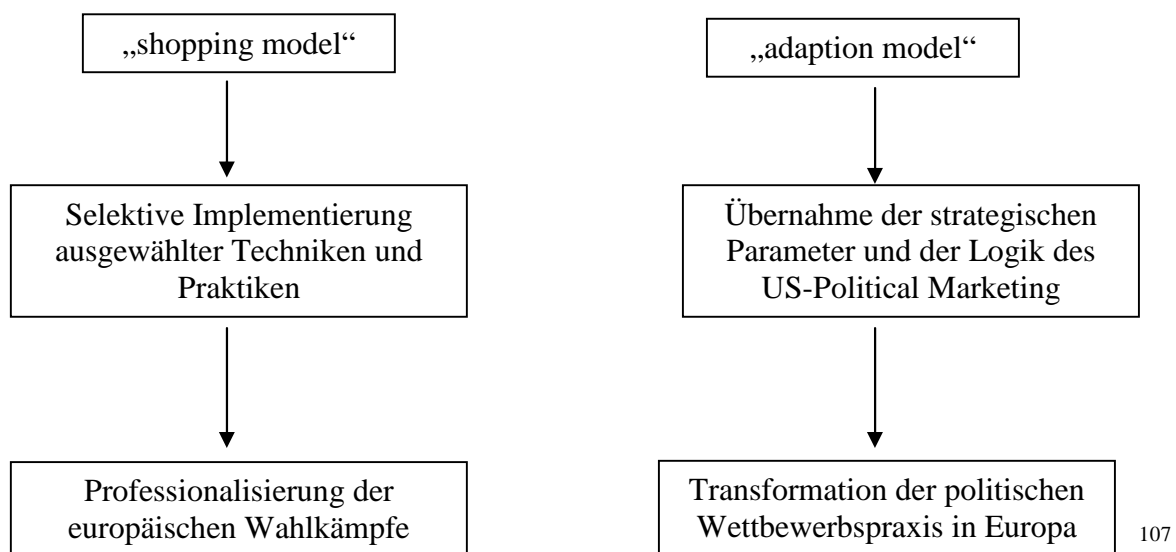 „shopping model“
„adaption model“
Selektive Implementierung
ausgewählter Techniken und
Praktiken
Übernahme der strategischen
Parameter und der Logik des
US-Political Marketing
Professionalisierung der
europäischen Wahlkämpfe
Transformation der politischen
Wettbewerbspraxis in Europa
107